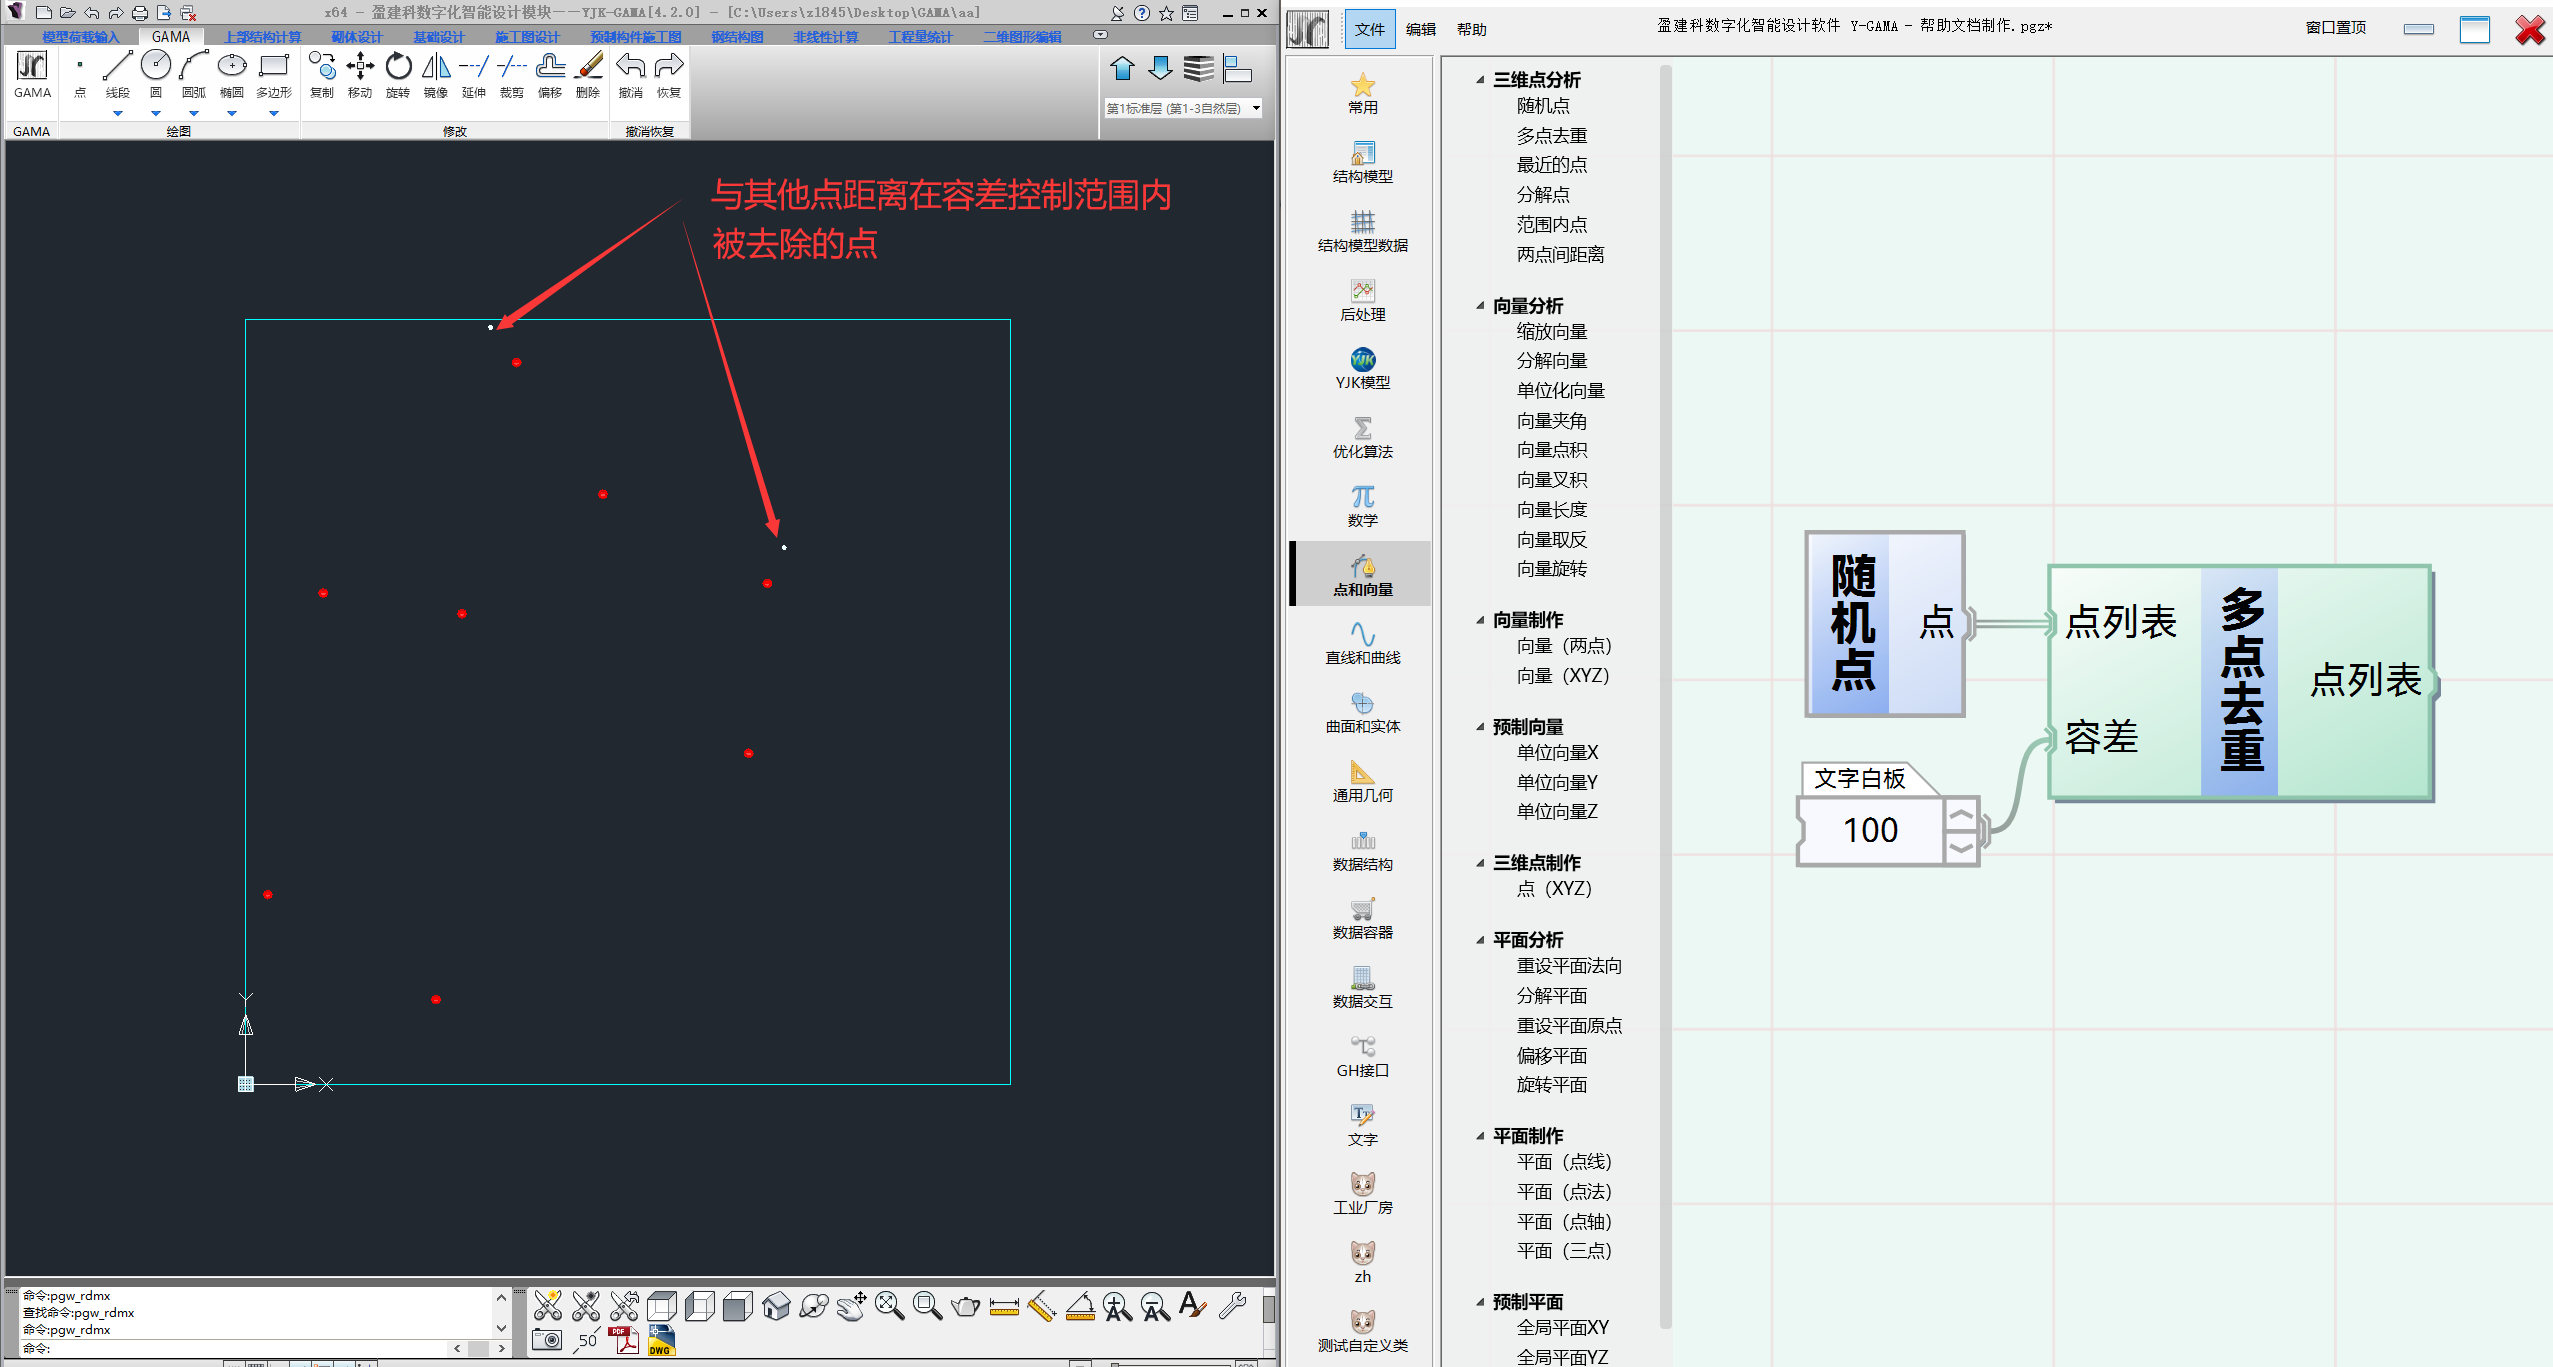 x64 - 盈建科数字化智能设计模块——YJK-GAMA[4.2.0] - [C:\Users\z1845\Desktop\GAMA\aa]
模型荷载输入 GAMA 上部结构计算 砌体设计 基础设计 施工图设计 预制构件施工图 钢结构图 非线性计算 工程量统计 二维图形编辑
GAMA 点 线段 圆 圆弧 椭圆 多边形 复制 移动 旋转 镜像 延伸 裁剪 偏移 删除 撤消 恢复
第1标准层 (第1-3自然层)
GAMA 绘图 修改 撤消恢复
与其他点距离在容差控制范围内
被去除的点
Y
X
命令:pgw_rdmx
查找命令:pgw_rdmx
命令:pgw_rdmx
命令:
50
PDF
DWG
文件 编辑 帮助
盈建科数字化智能设计软件 Y-GAMA - 帮助文档制作.pgz*
窗口置顶
常用
结构模型
结构模型数据
后处理
YJK
YJK模型
优化算法
数学
点和向量
直线和曲线
曲面和实体
通用几何
数据结构
数据容器
数据交互
GH接口
文字
工业厂房
zh
测试自定义类
三维点分析
随机点
多点去重
最近的点
分解点
范围内点
两点间距离
向量分析
缩放向量
分解向量
单位化向量
向量夹角
向量点积
向量叉积
向量长度
向量取反
向量旋转
向量制作
向量（两点）
向量（XYZ）
预制向量
单位向量X
单位向量Y
单位向量Z
三维点制作
点（XYZ）
平面分析
重设平面法向
分解平面
重设平面原点
偏移平面
旋转平面
平面制作
平面（点线）
平面（点法）
平面（点轴）
平面（三点）
预制平面
全局平面XY
全局平面YZ
随机点
点
点列表
容差
多点去重
点列表
文字白板
100